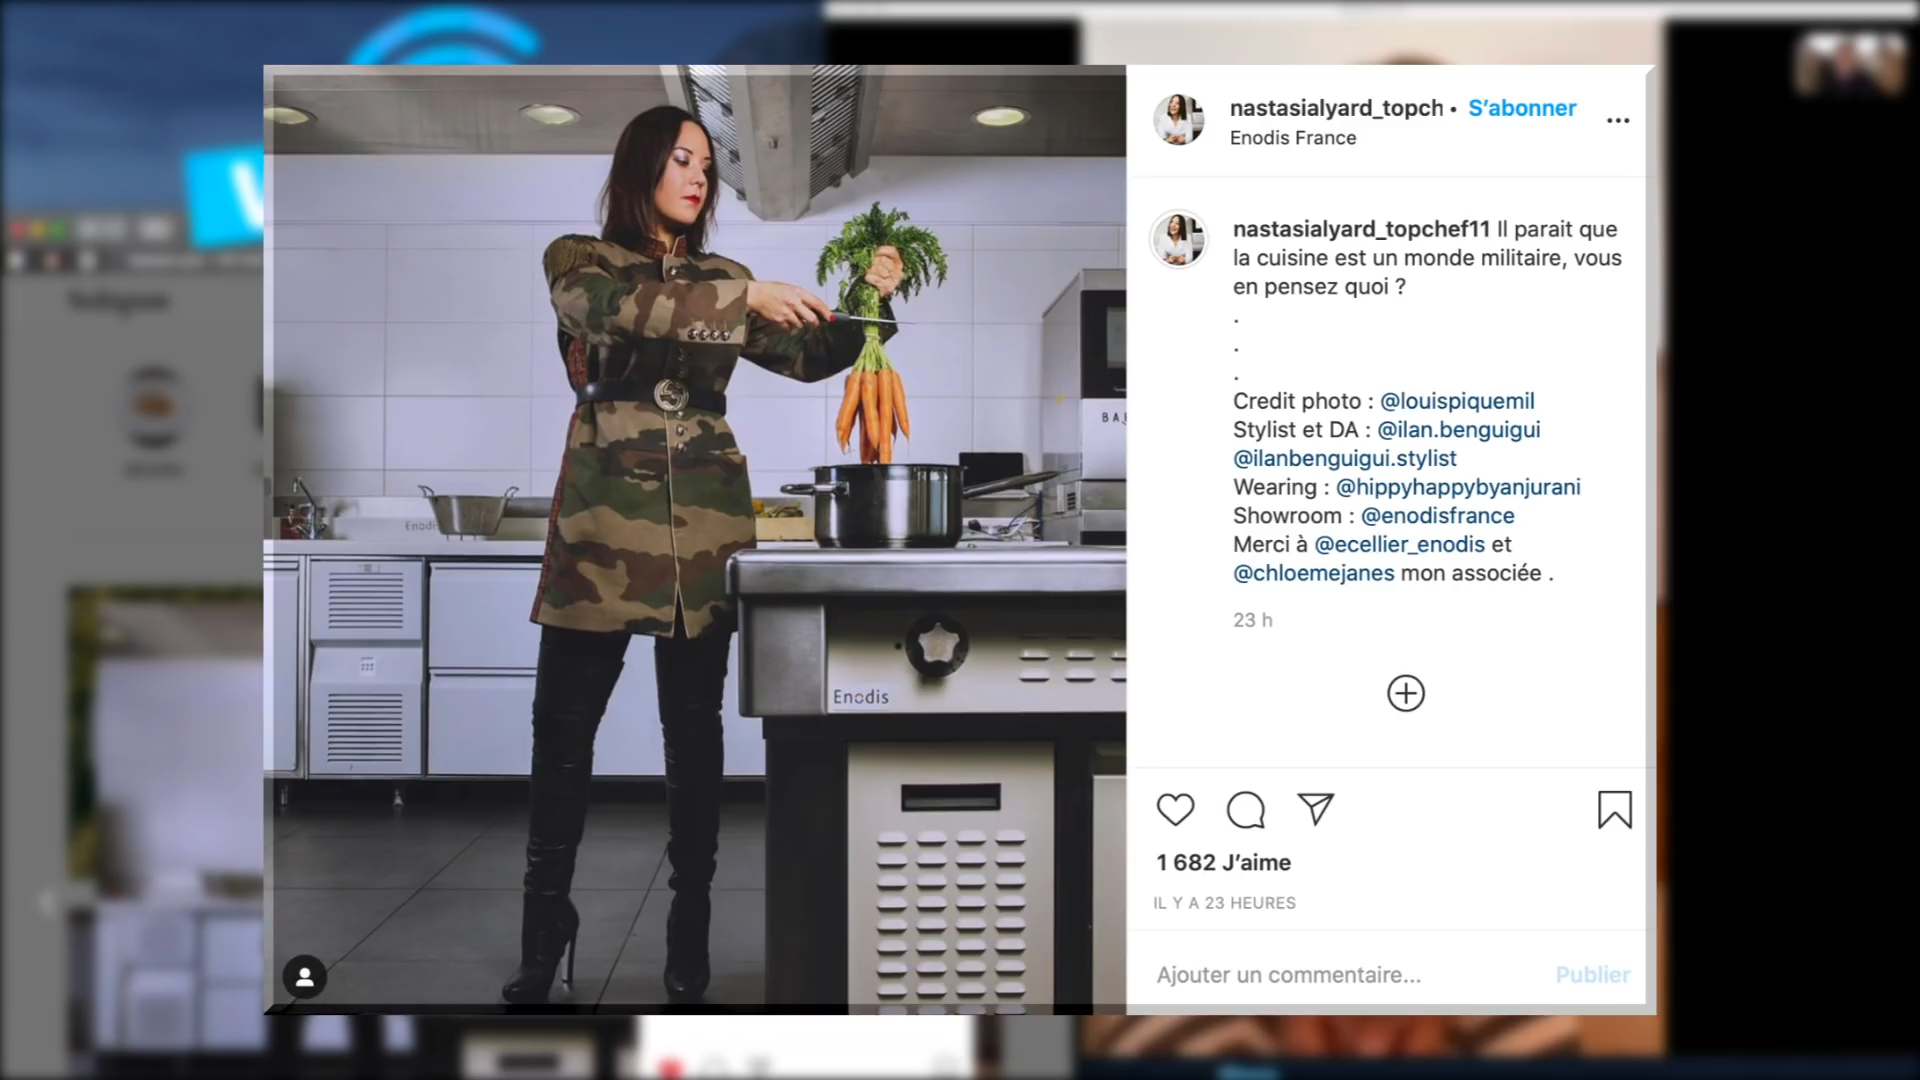 nastasialyard_topch • S’abonner
Enodis France
nastasialyard_topchef11 Il parait que
la cuisine est un monde militaire, vous
en pensez quoi ?
.
.
.
Credit photo : @louispiquemil
Stylist et DA : @ilan.benguigui
@ilanbenguigui.stylist
Wearing : @hippyhappybyanjurani
Showroom : @enodisfrance
Merci à @ecellier_enodis et
@chloemejanes mon associée .
23 h
1 682 J’aime
IL Y A 23 HEURES
Ajouter un commentaire... Publier
Enodis
Enodis